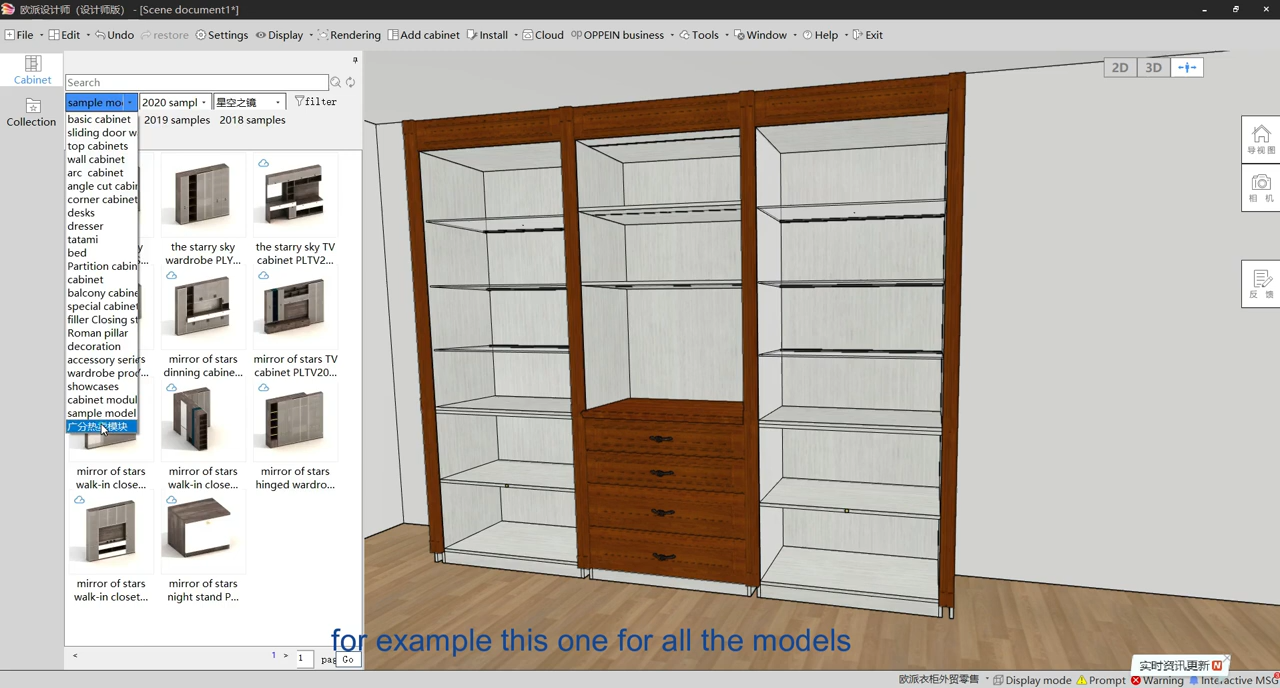 欧派设计师（设计师版） - [Scene document1*]
File Edit Undo restore Settings Display Rendering Add cabinet Install Cloud OPPEIN business Tools Window Help Exit
Cabinet
Collection
Search
sample mo 2020 sampl 星空之镜 filter
2019 samples 2018 samples
basic cabinet
sliding door w
top cabinets
wall cabinet
arc cabinet
angle cut cabin
corner cabinet
desks
dresser
tatami
bed
Partition cabin
cabinet
balcony cabine
special cabinet
filler Closing st
Roman pillar
decoration
accessory series
wardrobe proc...
showcases
cabinet modul
sample model
the starry sky
wardrobe PLY...
the starry sky TV
cabinet PLTV2...
mirror of stars
dinning cabine...
mirror of stars TV
cabinet PLTV20...
mirror of stars
walk-in close...
mirror of stars
walk-in close...
mirror of stars
hinged wardro...
mirror of stars
walk-in closet...
mirror of stars
night stand P...
< 1 > 1 pag Go
2D 3D
导视图
相 机
反 馈
for example this one for all the models
实时资讯更新 N
欧派衣柜外贸零售 Display mode Prompt Warning Interactive MSG